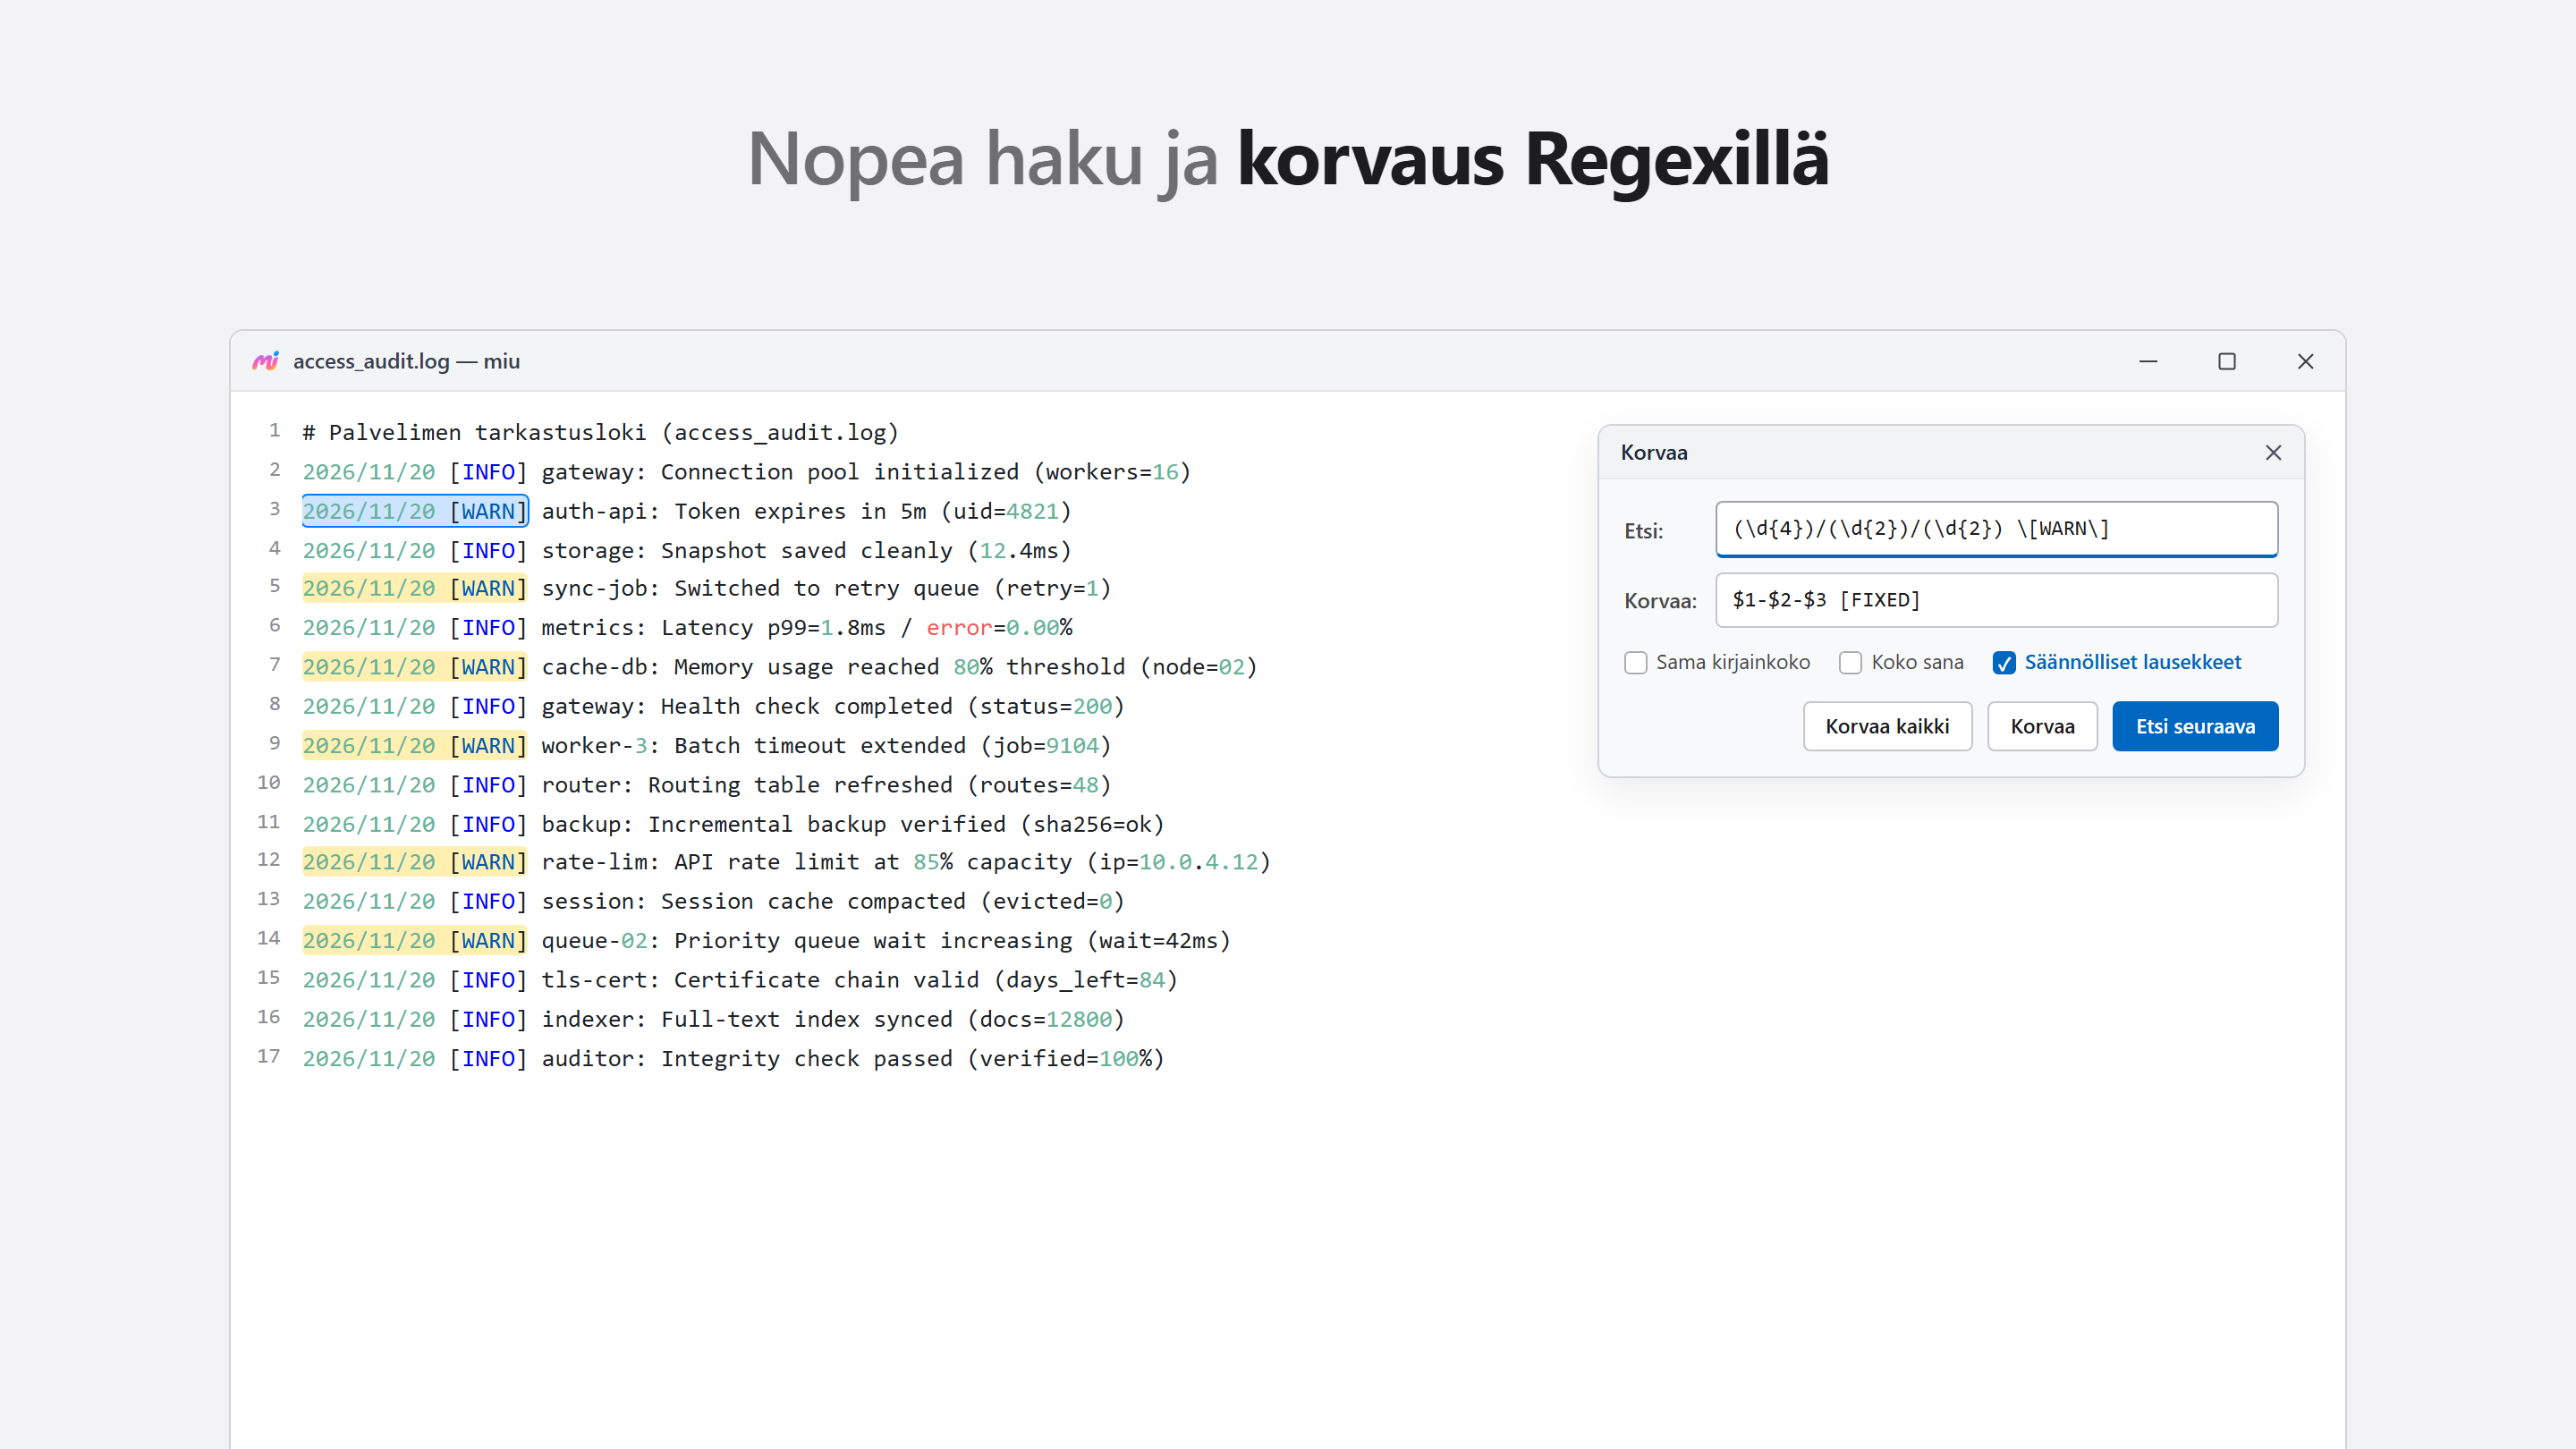 Nopea haku ja korvaus Regexillä
access_audit.log — miu
1 # Palvelimen tarkastusloki (access_audit.log)
2 2026/11/20 [INFO] gateway: Connection pool initialized (workers=16)
3 2026/11/20 [WARN] auth-api: Token expires in 5m (uid=4821)
4 2026/11/20 [INFO] storage: Snapshot saved cleanly (12.4ms)
5 2026/11/20 [WARN] sync-job: Switched to retry queue (retry=1)
6 2026/11/20 [INFO] metrics: Latency p99=1.8ms / error=0.00%
7 2026/11/20 [WARN] cache-db: Memory usage reached 80% threshold (node=02)
8 2026/11/20 [INFO] gateway: Health check completed (status=200)
9 2026/11/20 [WARN] worker-3: Batch timeout extended (job=9104)
10 2026/11/20 [INFO] router: Routing table refreshed (routes=48)
11 2026/11/20 [INFO] backup: Incremental backup verified (sha256=ok)
12 2026/11/20 [WARN] rate-lim: API rate limit at 85% capacity (ip=10.0.4.12)
13 2026/11/20 [INFO] session: Session cache compacted (evicted=0)
14 2026/11/20 [WARN] queue-02: Priority queue wait increasing (wait=42ms)
15 2026/11/20 [INFO] tls-cert: Certificate chain valid (days_left=84)
16 2026/11/20 [INFO] indexer: Full-text index synced (docs=12800)
17 2026/11/20 [INFO] auditor: Integrity check passed (verified=100%)
Korvaa
Etsi: (\d{4})/(\d{2})/(\d{2}) \[WARN\]
Korvaa: $1-$2-$3 [FIXED]
Sama kirjainkoko Koko sana Säännölliset lausekkeet
Korvaa kaikki Korvaa Etsi seuraava